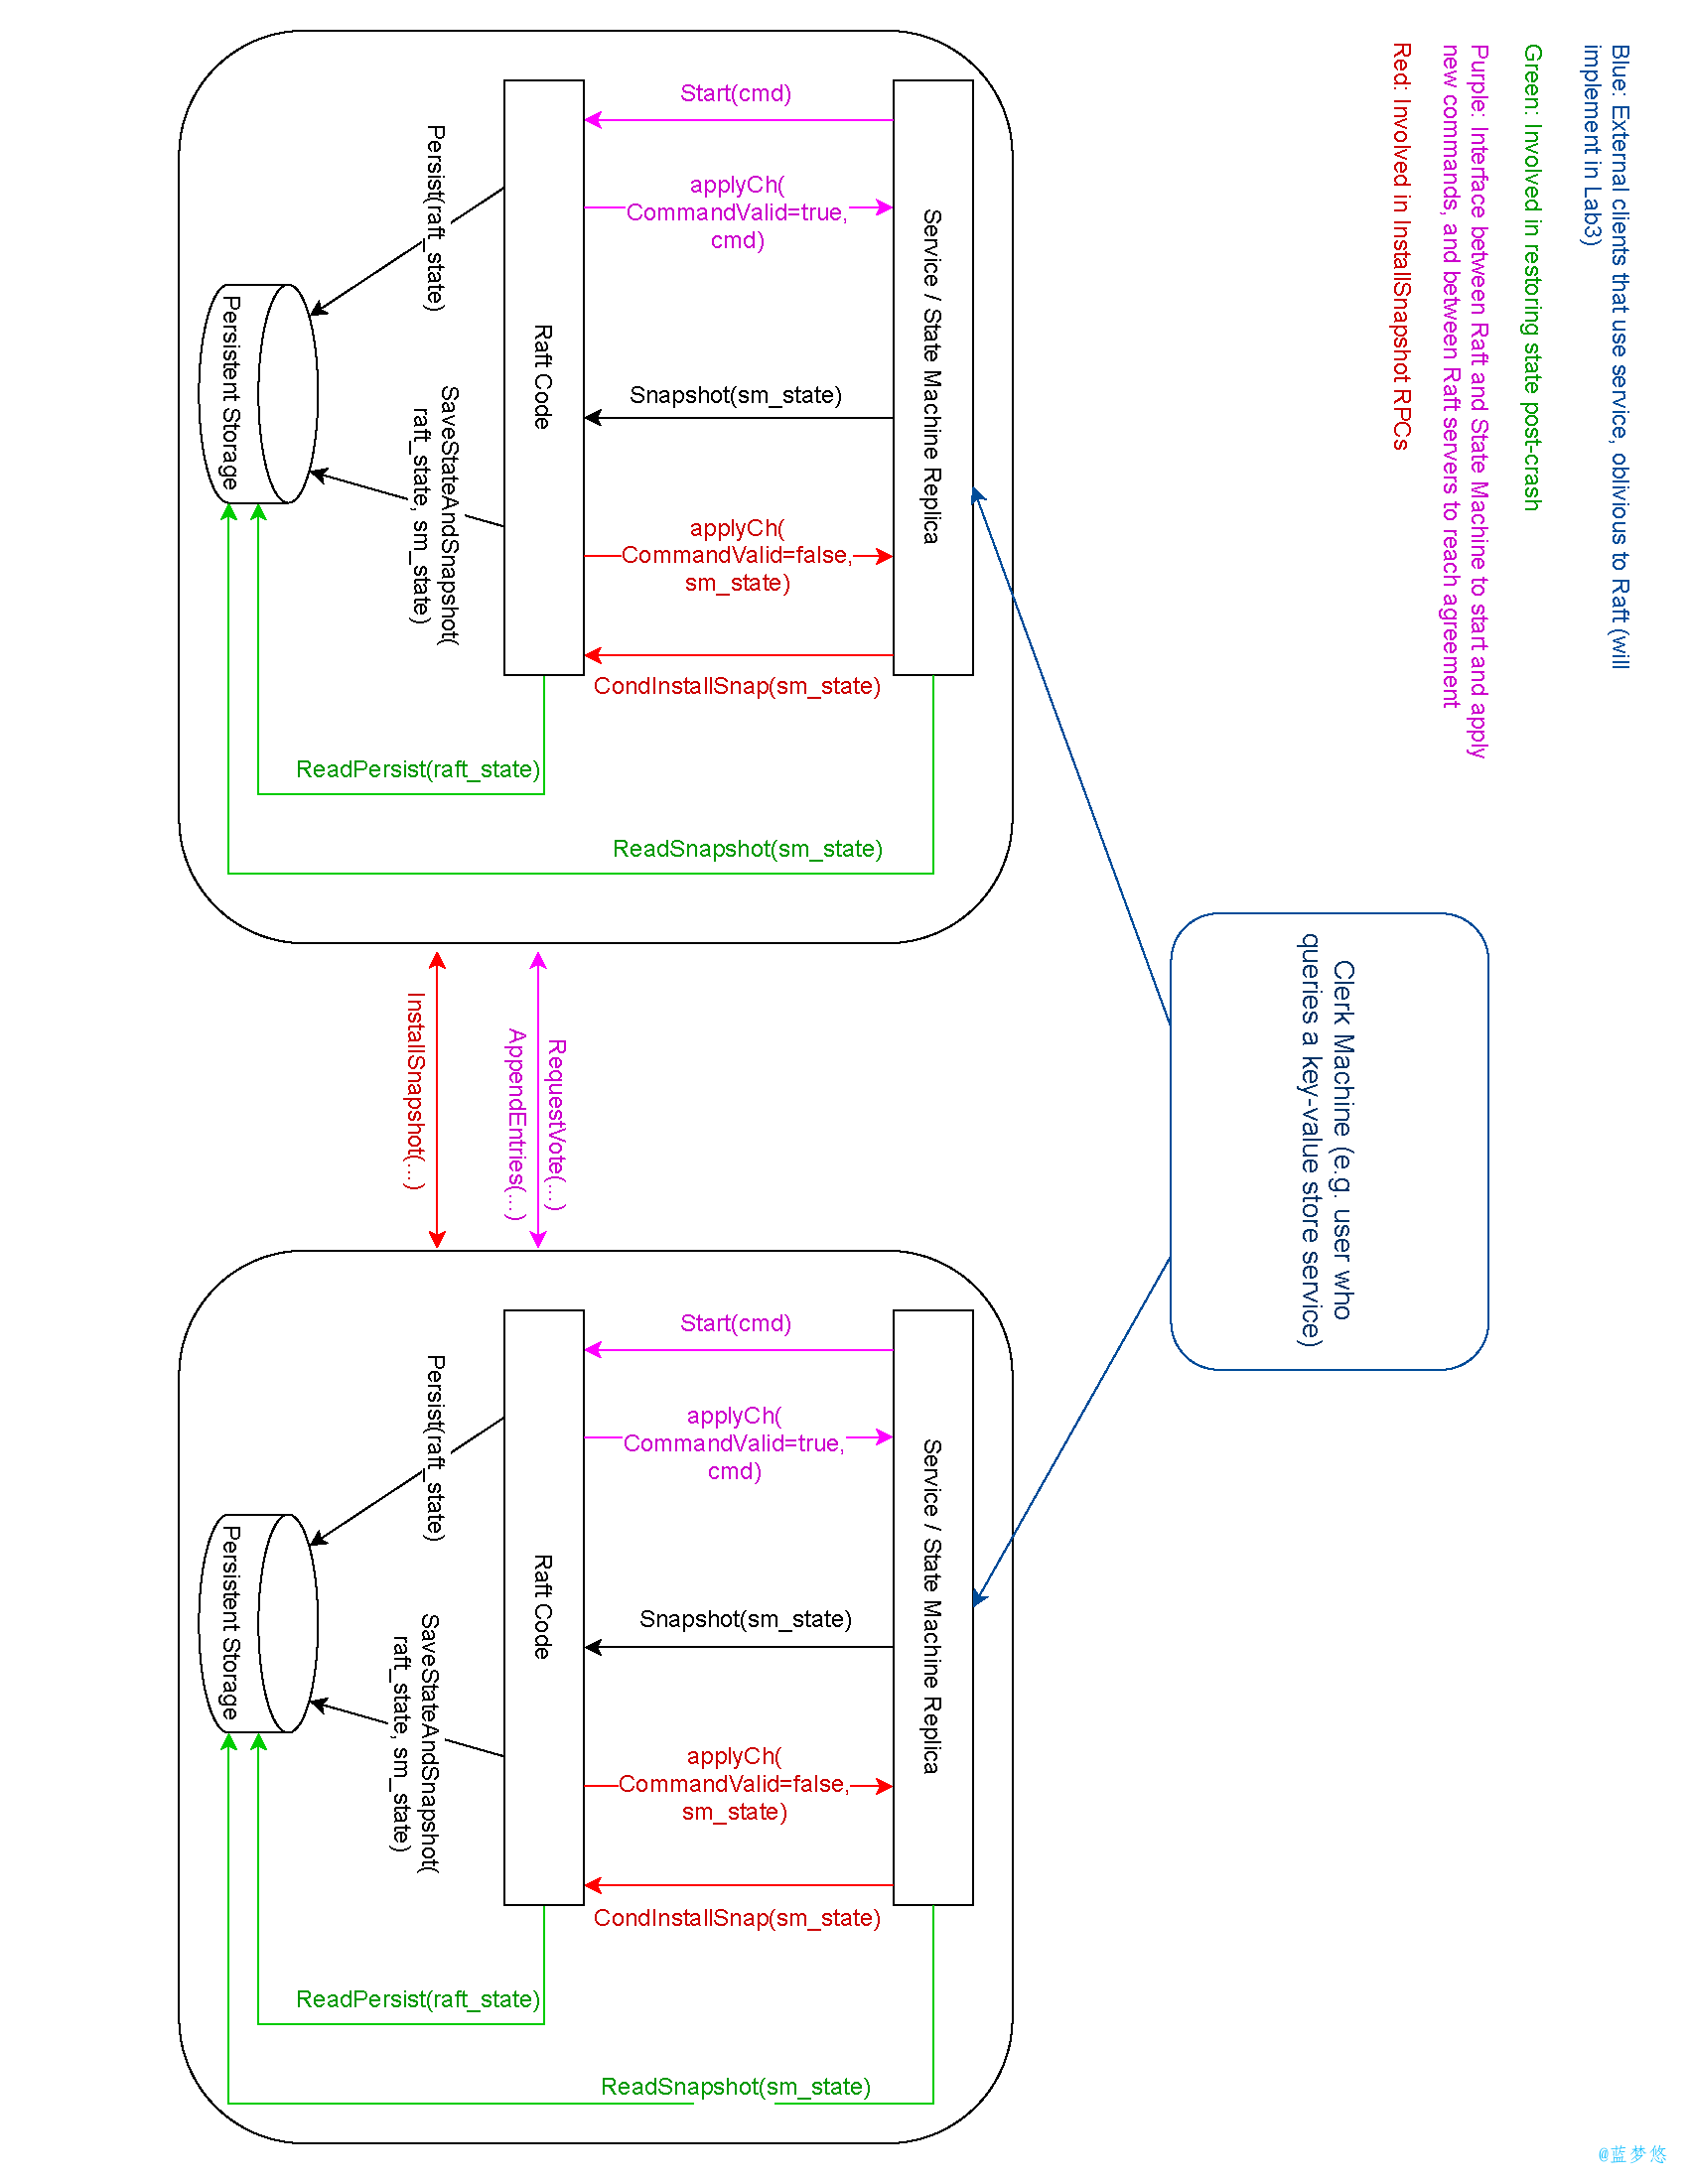 Blue: External clients that use service, oblivious to Raft (will
implement in Lab3)
Green: Involved in restoring state post-crash
Purple: Interface between Raft and State Machine to start and apply
new commands, and between Raft servers to reach agreement
Red: Involved in InstallSnapshot RPCs
Clerk Machine (e.g. user who
queries a key-value store service)
Service / State Machine Replica
Start(cmd)
applyCh(
CommandValid=true,
cmd)
Snapshot(sm_state)
applyCh(
CommandValid=false,
sm_state)
CondInstallSnap(sm_state)
Raft Code
Persist(raft_state)
SaveStateAndSnapshot(
raft_state, sm_state)
Persistent Storage
ReadPersist(raft_state)
ReadSnapshot(sm_state)
RequestVote(...)
AppendEntries(...)
InstallSnapshot(...)
Service / State Machine Replica
Start(cmd)
applyCh(
CommandValid=true,
cmd)
Snapshot(sm_state)
applyCh(
CommandValid=false,
sm_state)
CondInstallSnap(sm_state)
Raft Code
Persist(raft_state)
SaveStateAndSnapshot(
raft_state, sm_state)
Persistent Storage
ReadPersist(raft_state)
ReadSnapshot(sm_state)
@蓝梦悠